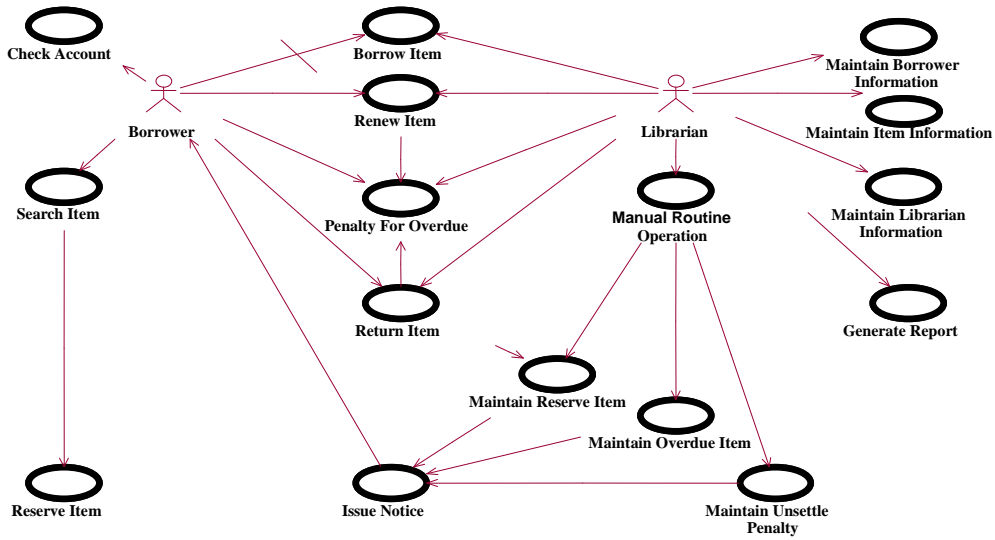 Check Account
Borrow Item
Maintain Borrower
Information
Renew Item
Maintain Item Information
Borrower
Librarian
Search Item
Penalty For Overdue
Manual Routine
Operation
Maintain Librarian
Information
Return Item
Generate Report
Maintain Reserve Item
Maintain Overdue Item
Reserve Item
Issue Notice
Maintain Unsettle
Penalty